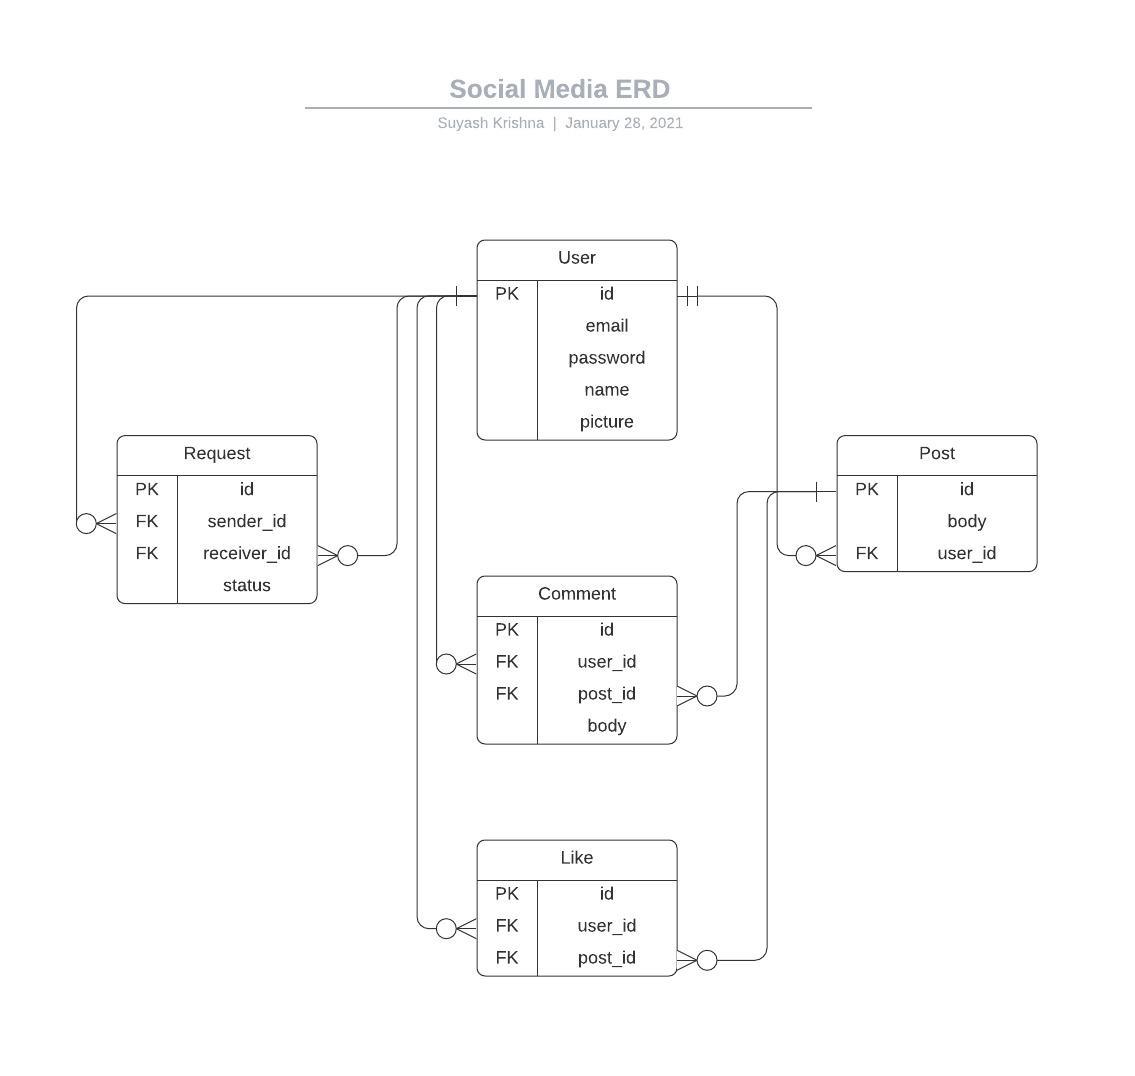 Social Media ERD
Suyash Krishna | January 28, 2021
User
PK id
email
password
name
picture
Request
PK id
FK sender_id
FK receiver_id
status
Post
PK id
body
FK user_id
Comment
PK id
FK user_id
FK post_id
body
Like
PK id
FK user_id
FK post_id